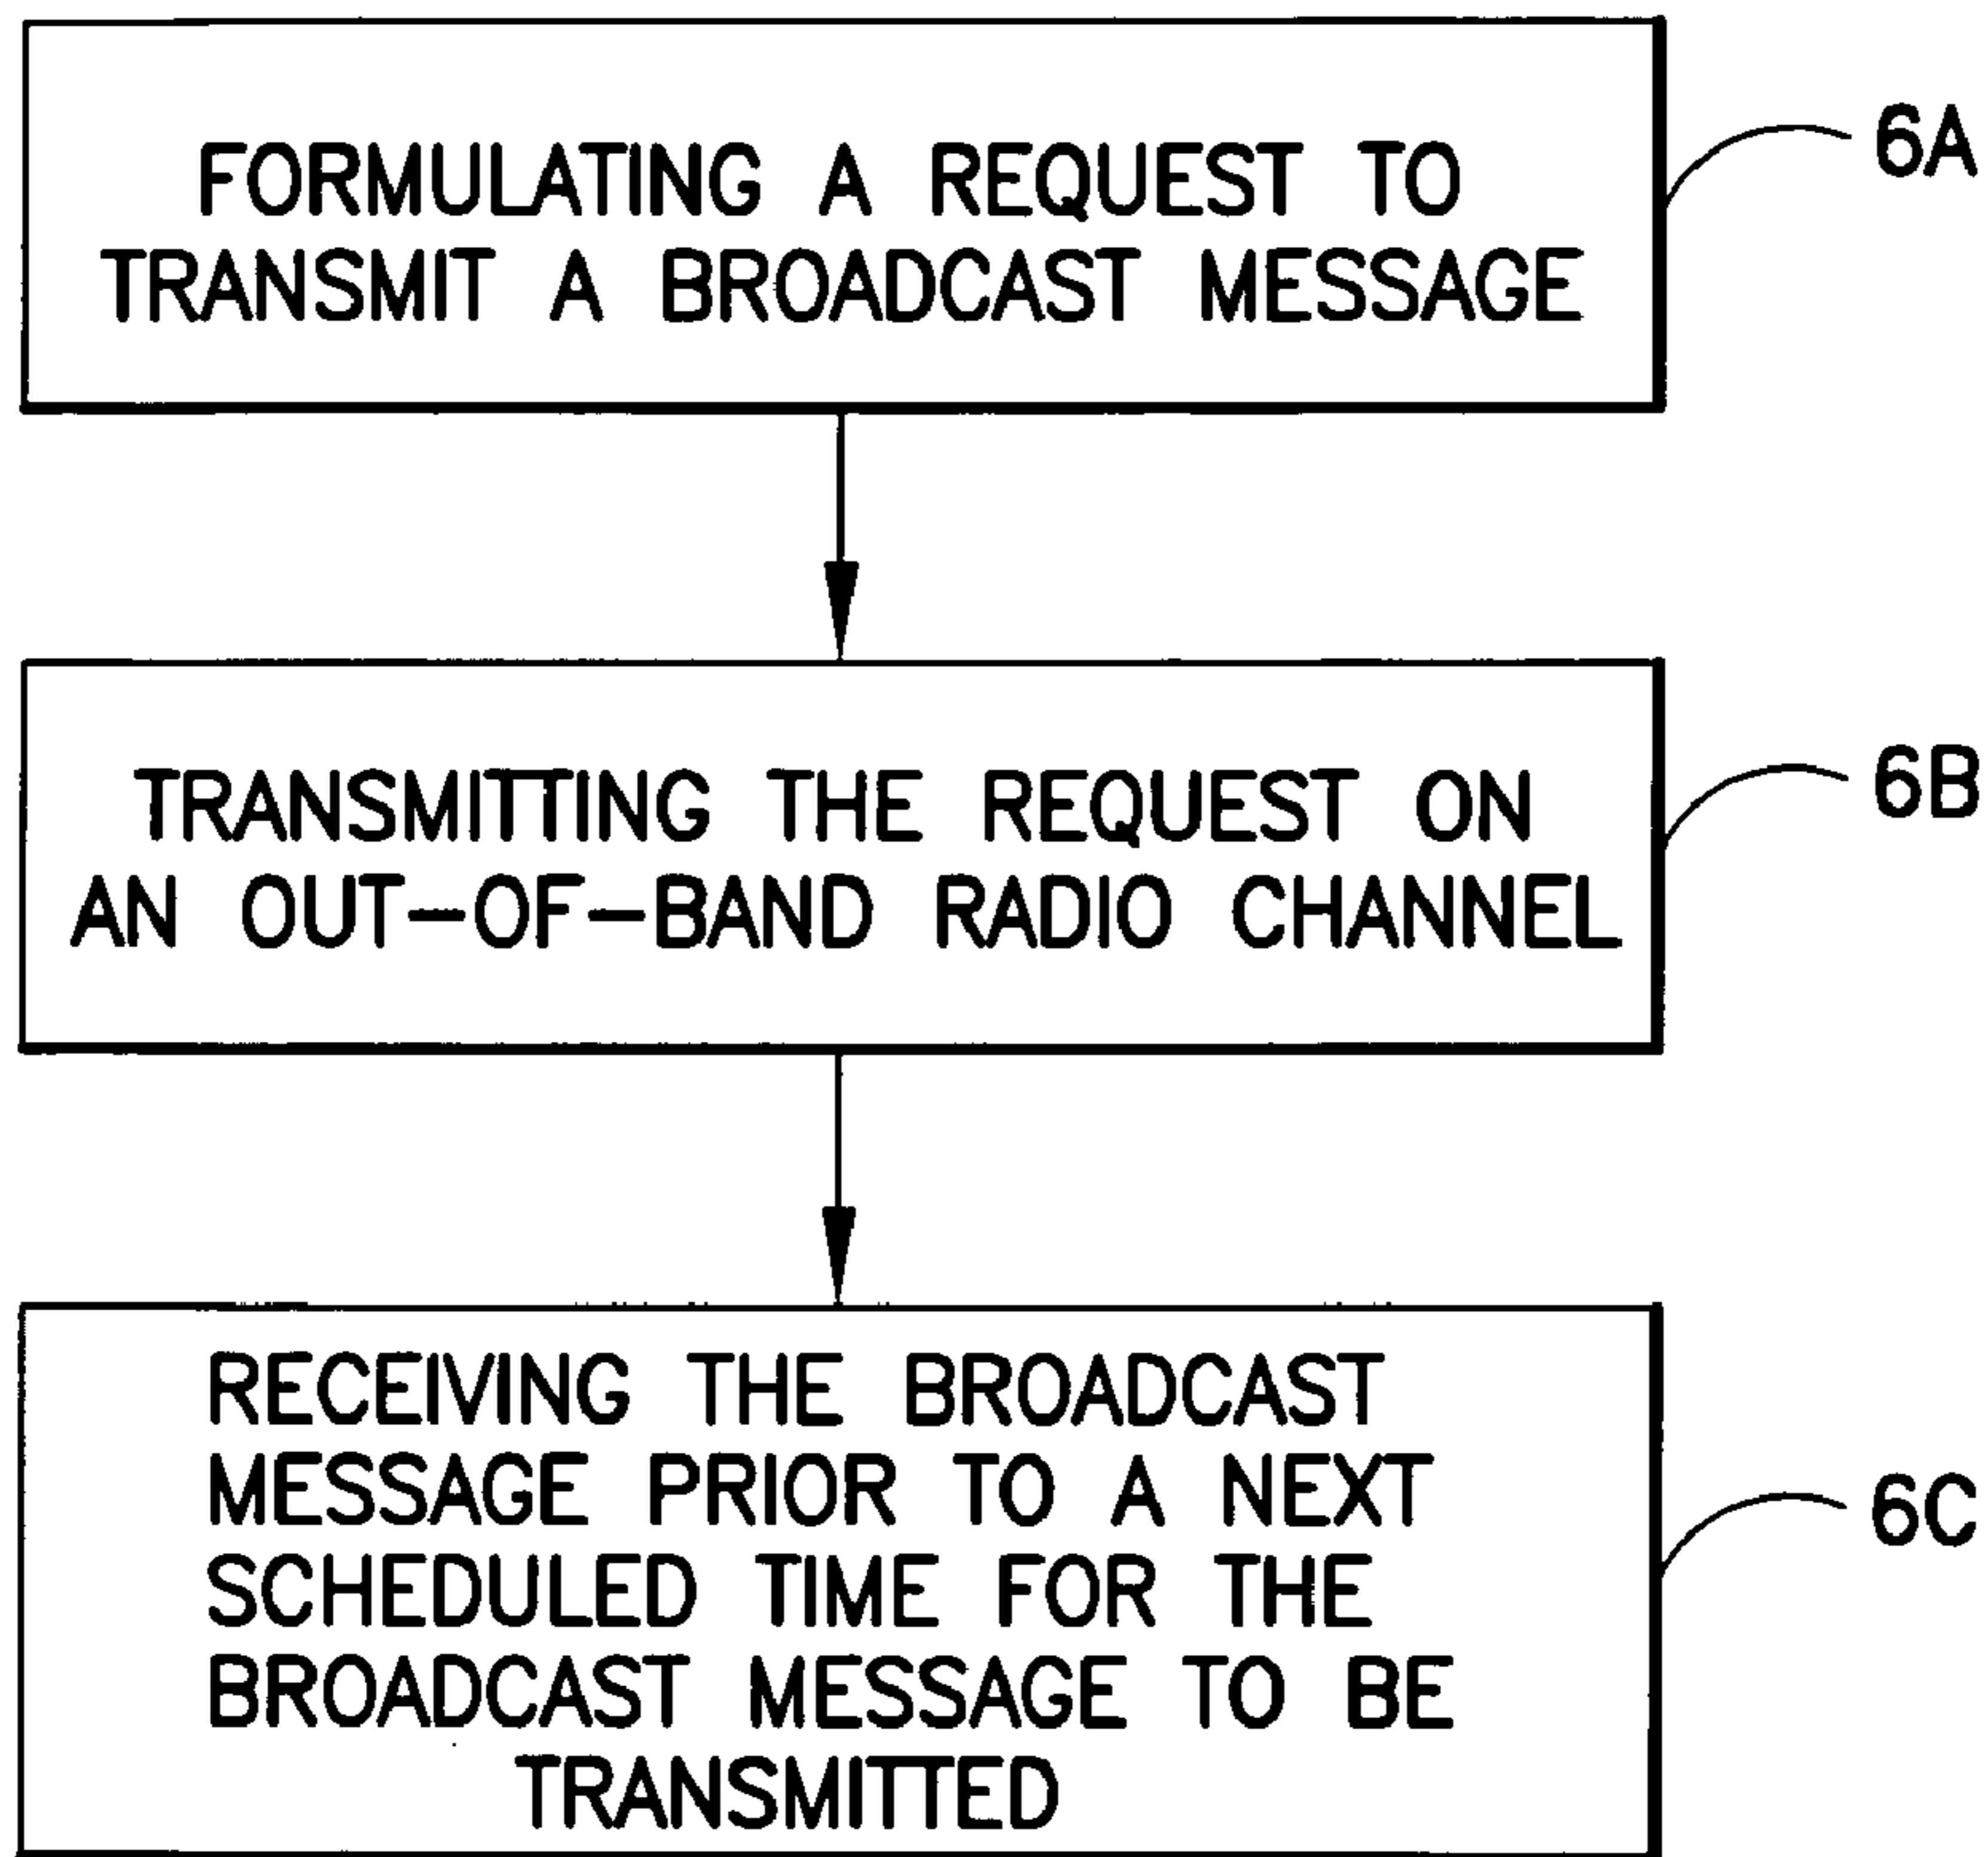 FORMULATING A REQUEST TO
TRANSMIT A BROADCAST MESSAGE
6A
TRANSMITTING THE REQUEST ON
AN OUT-OF-BAND RADIO CHANNEL
6B
RECEIVING THE BROADCAST
MESSAGE PRIOR TO A NEXT
SCHEDULED TIME FOR THE
BROADCAST MESSAGE TO BE
TRANSMITTED
6C